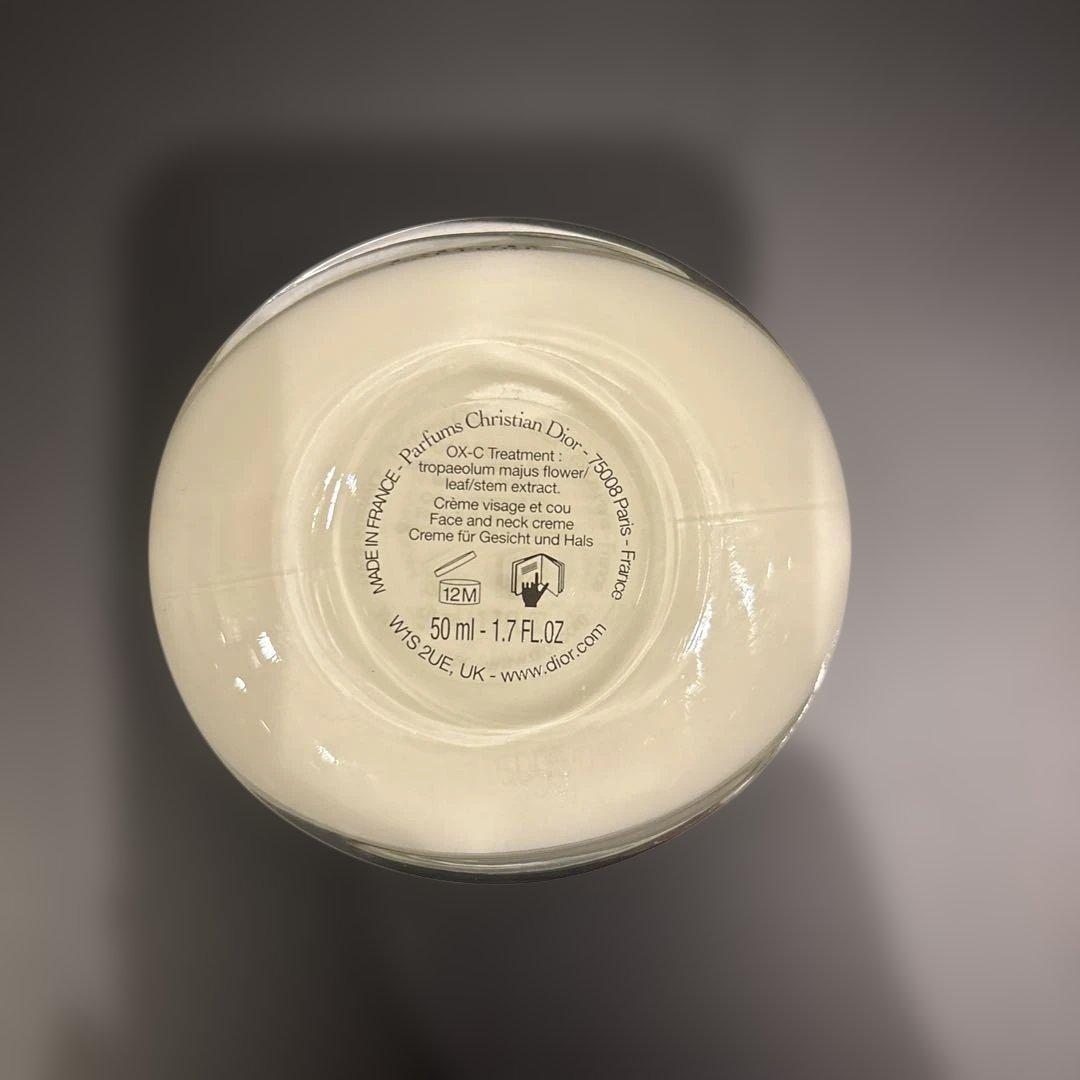 MADE IN FRANCE - Parfums Christian Dior - 75008 Paris - France
OX-C Treatment :
tropaeolum majus flower/
leaf/stem extract.
Crème visage et cou
Face and neck creme
Creme für Gesicht und Hals
12M
50 ml - 1.7 FL.OZ
W1S 2UE, UK - www.dior.com